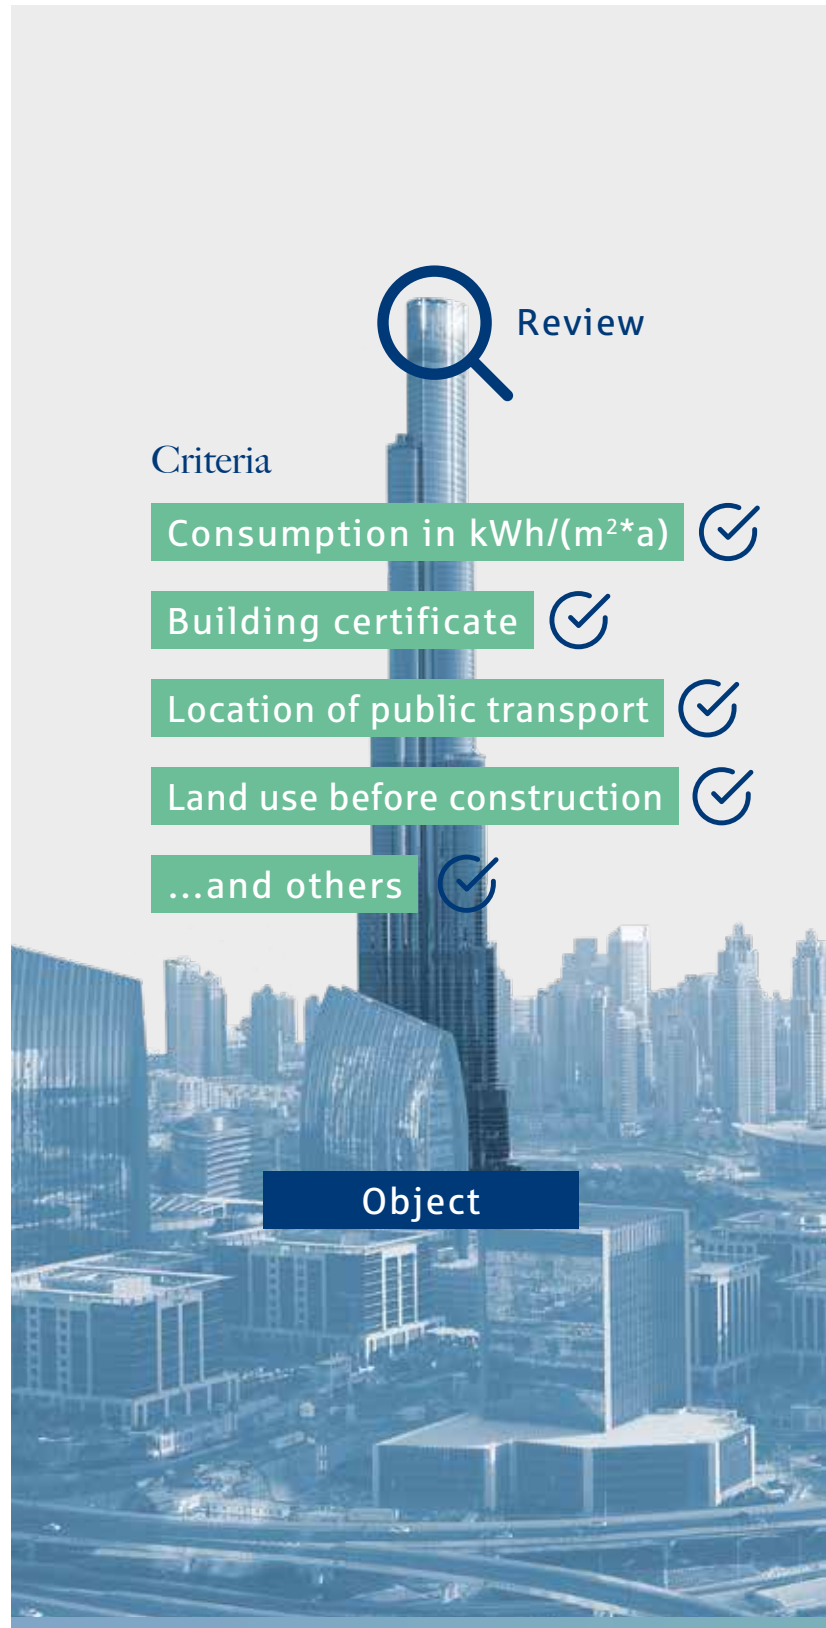 Review
Criteria
Consumption in kWh/(m²*a)
Building certificate
Location of public transport
Land use before construction
...and others
Object